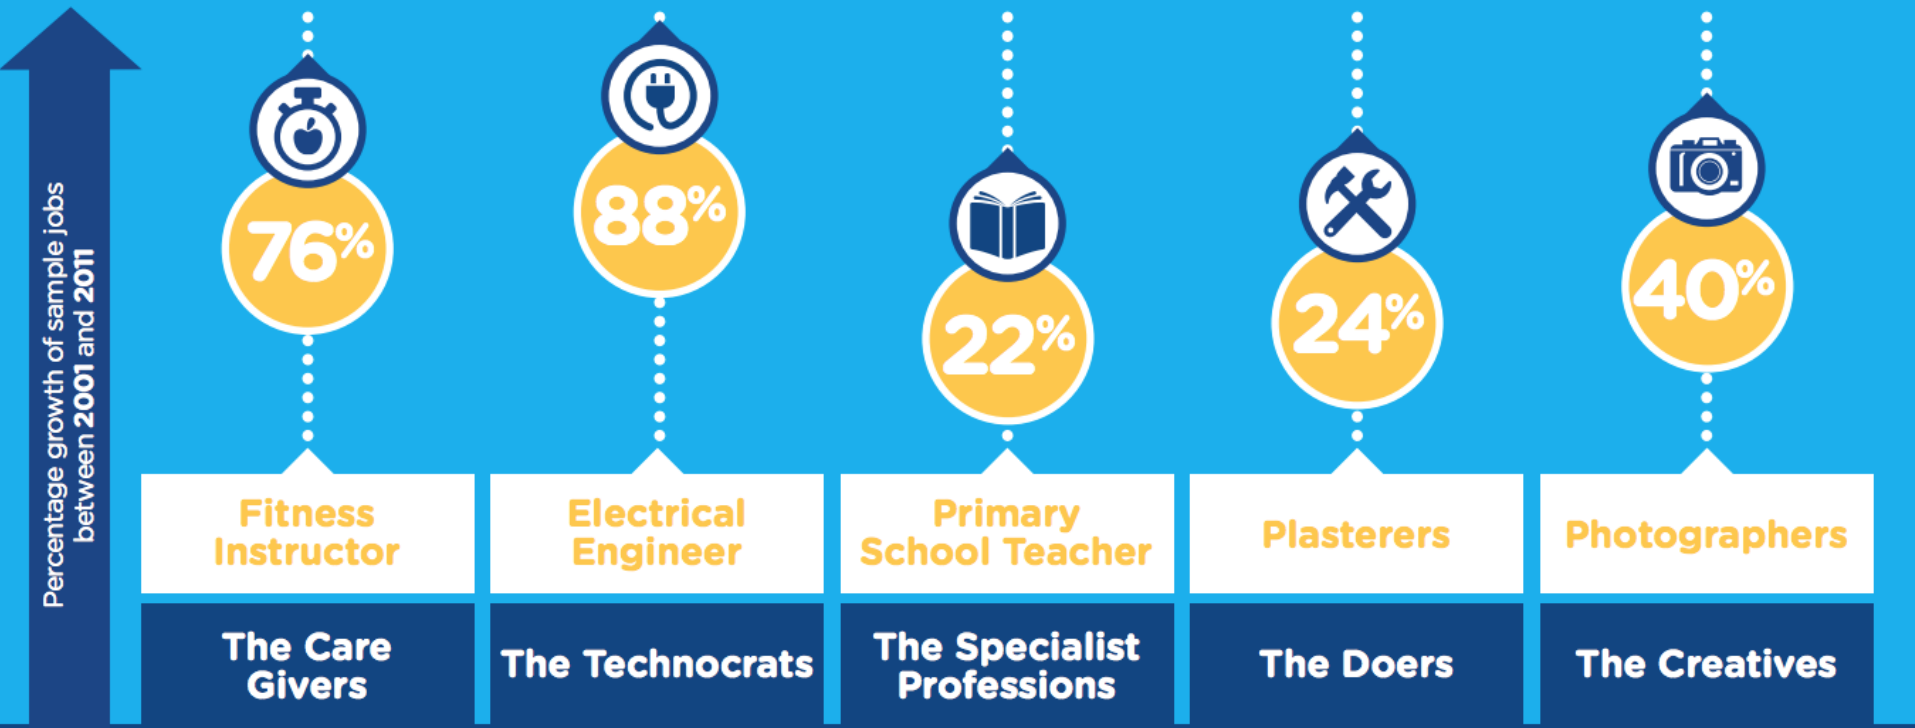 Percentage growth of sample jobs
between 2001 and 2011
76%
88%
22%
24%
40%
Fitness
Instructor
Electrical
Engineer
Primary
School Teacher
Plasterers
Photographers
The Care
Givers
The Technocrats
The Specialist
Professions
The Doers
The Creatives